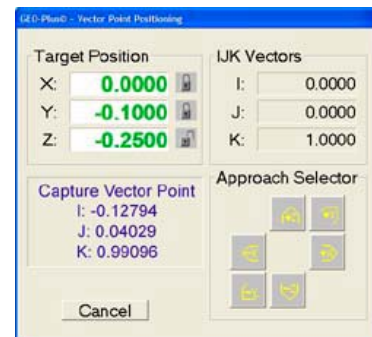 GEO-Plus© - Vector Point Positioning
Target Position
X: 0.0000
Y: -0.1000
Z: -0.2500
IJK Vectors
I: 0.0000
J: 0.0000
K: 1.0000
Capture Vector Point
I: -0.12794
J: 0.04029
K: 0.99096
Approach Selector
Cancel